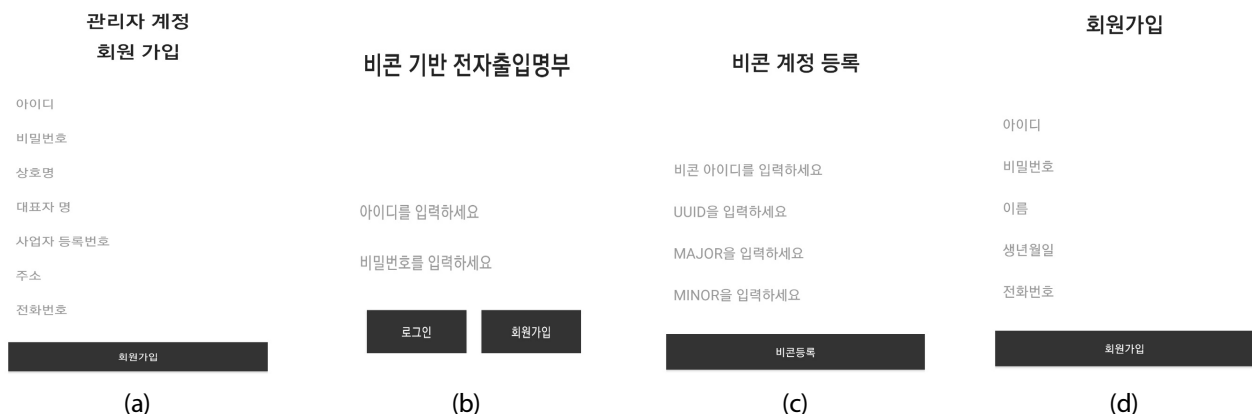 관리자 계정
회원 가입
아이디
비밀번호
상호명
대표자 명
사업자 등록번호
주소
전화번호
회원가입
(a)
비콘 기반 전자출입명부
아이디를 입력하세요
비밀번호를 입력하세요
로그인 회원가입
(b)
비콘 계정 등록
비콘 아이디를 입력하세요
UUID을 입력하세요
MAJOR을 입력하세요
MINOR을 입력하세요
비콘등록
(c)
회원가입
아이디
비밀번호
이름
생년월일
전화번호
회원가입
(d)